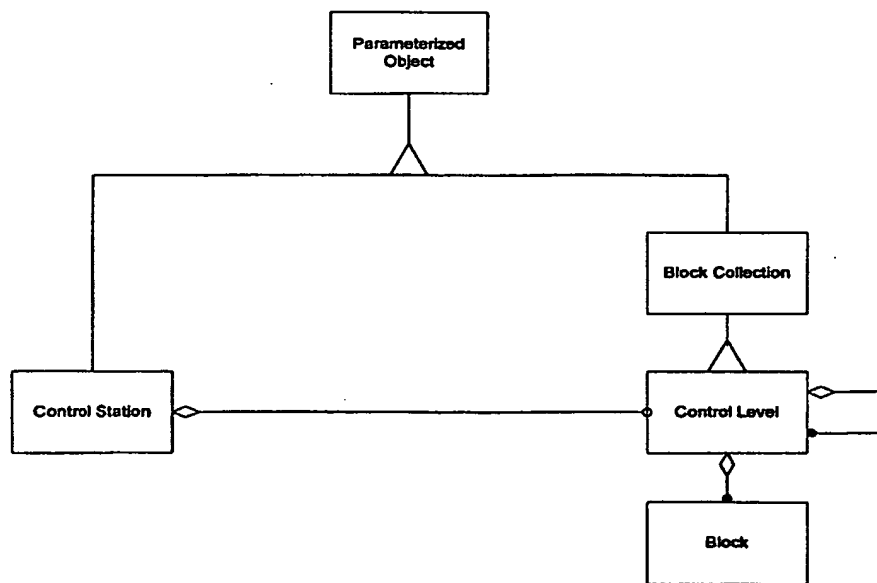 Parameterized
Object
Block Collection
Control Station
Control Level
Block